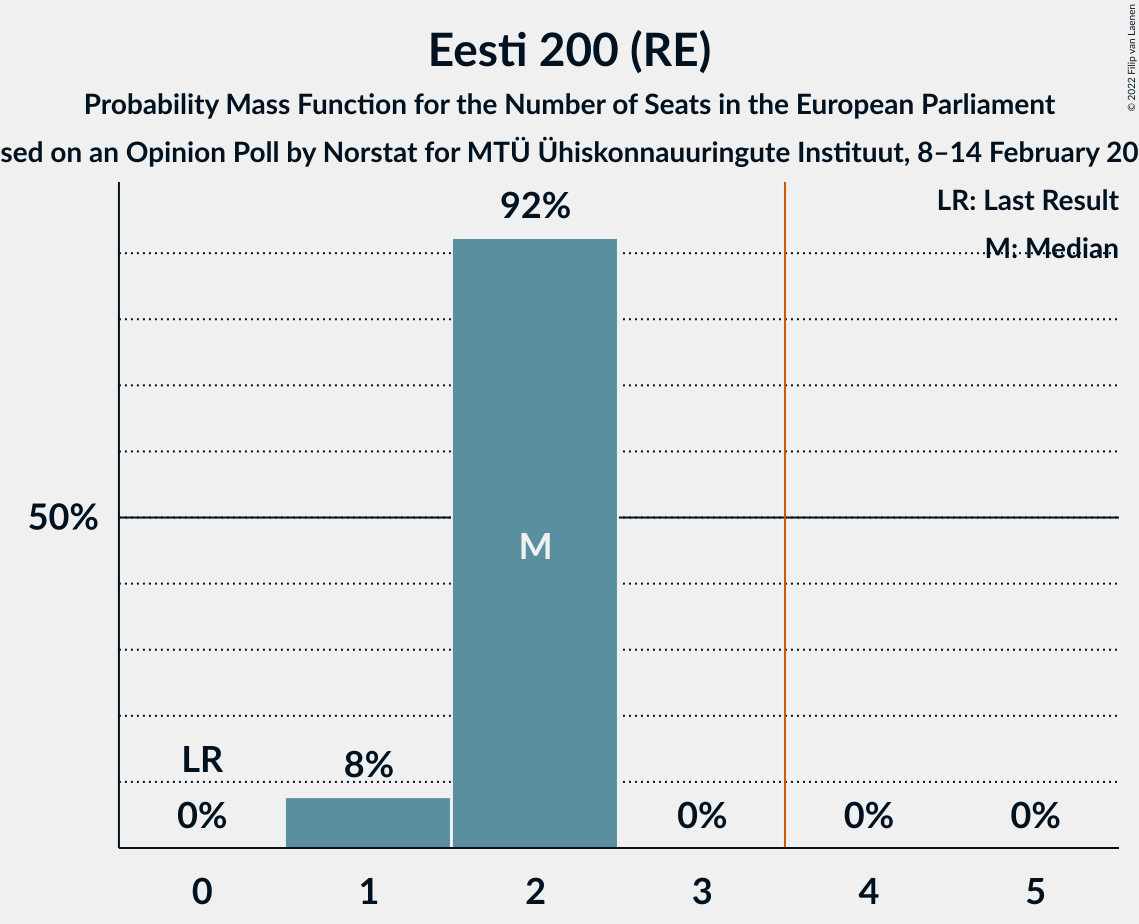 Eesti 200 (RE)
Probability Mass Function for the Number of Seats in the European Parliament
sed on an Opinion Poll by Norstat for MTÜ Ühiskonnauuringute Instituut, 8–14 February 20
© 2022 Filip van Laenen
LR: Last Result
M: Median
92%
50%
M
LR
8%
0%
0%
0%
0%
0 1 2 3 4 5